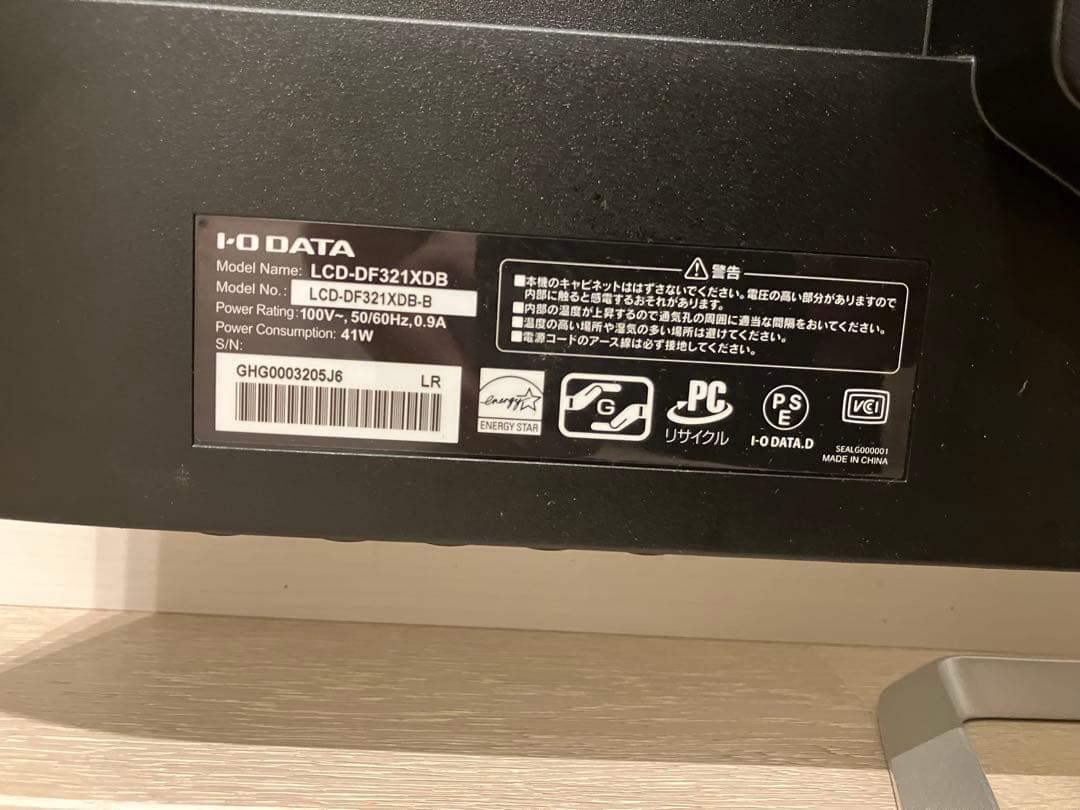 I-O DATA
Model Name: LCD-DF321XDB
Model No.: LCD-DF321XDB-B
Power Rating: 100V~, 50/60Hz, 0.9A
Power Consumption: 41W
S/N:
GHG0003205J6 LR
警告
■本機のキャビネットははずさないでください。電圧の高い部分がありますので
内部に触ると感電するおそれがあります。
■内部の温度が上昇するので通気孔の周囲に適当な間隔をおいてください。
■温度の高い場所や湿気の多い場所は避けてください。
■電源コードのアース線は必ず接地してください。
energy
ENERGY STAR
G
PC
リサイクル
PSE
I-O DATA.D
VCI
SEALG000001
MADE IN CHINA